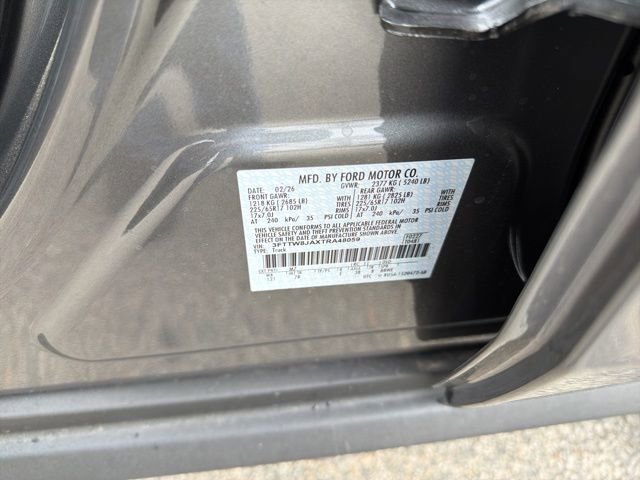 MFD. BY FORD MOTOR CO.
DATE: 02/26 GVWR: 2377 KG ( 5240 LB)
FRONT GAWR: REAR GAWR:
1218 KG ( 2685 LB) WITH 1281 KG ( 2825 LB) WITH
225/65R17 102H TIRES 225/65R17 102H TIRES
17x7.0J RIMS 17x7.0J RIMS
AT 240 kPa/ 35 PSI COLD AT 240 kPa/ 35 PSI COLD
THIS VEHICLE CONFORMS TO ALL APPLICABLE FEDERAL MOTOR
VEHICLE SAFETY AND THEFT PREVENTION STANDARDS IN
EFFECT ON THE DATE OF MANUFACTURE SHOWN ABOVE.
VIN: 3FTTW8JAXTRA48059
TYPE: Truck